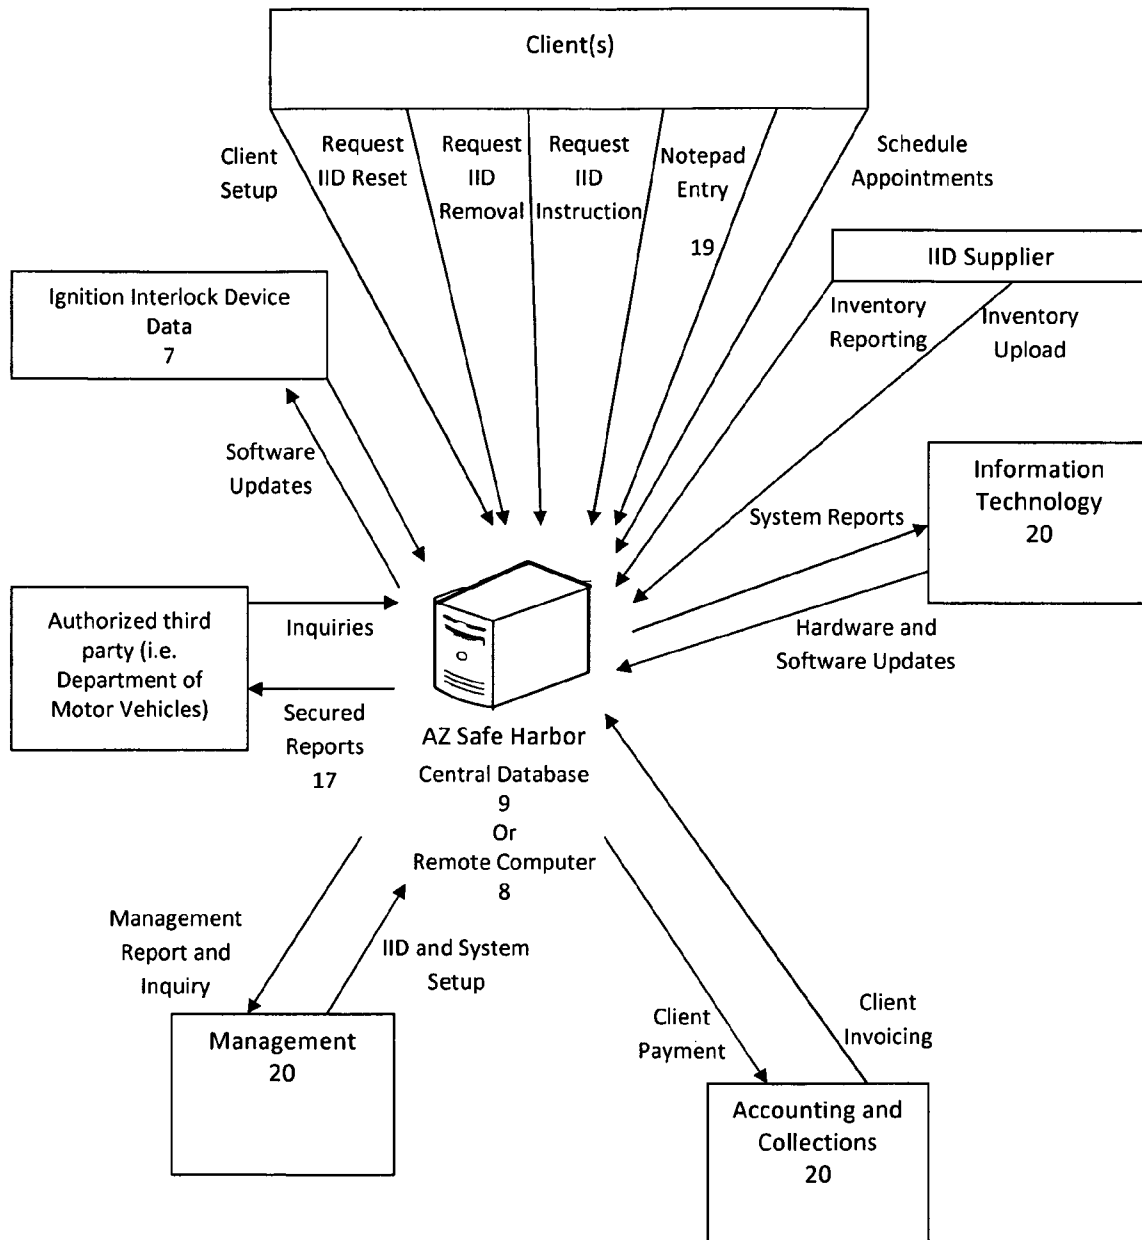 Client(s)
Client
Setup
Request
IID Reset
Request
IID
Removal
Request
IID
Instruction
Notepad
Entry
19
Schedule
Appointments
IID Supplier
Inventory
Reporting
Inventory
Upload
Ignition Interlock Device
Data
7
Software
Updates
Information
Technology
20
System Reports
Hardware and
Software Updates
Authorized third
party (i.e.
Department of
Motor Vehicles)
Inquiries
Secured
Reports
17
AZ Safe Harbor
Central Database
9
Or
Remote Computer
8
Management
Report and
Inquiry
IID and System
Setup
Management
20
Client
Payment
Client
Invoicing
Accounting and
Collections
20